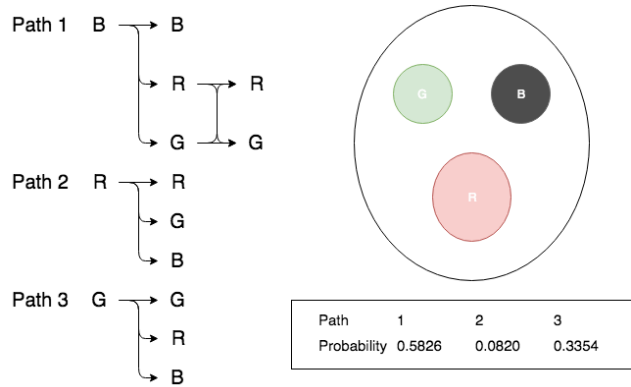 Path 1 B B
R R
G G
Path 2 R R
G
B
Path 3 G G
R
B
G B
R
Path 1 2 3
Probability 0.5826 0.0820 0.3354